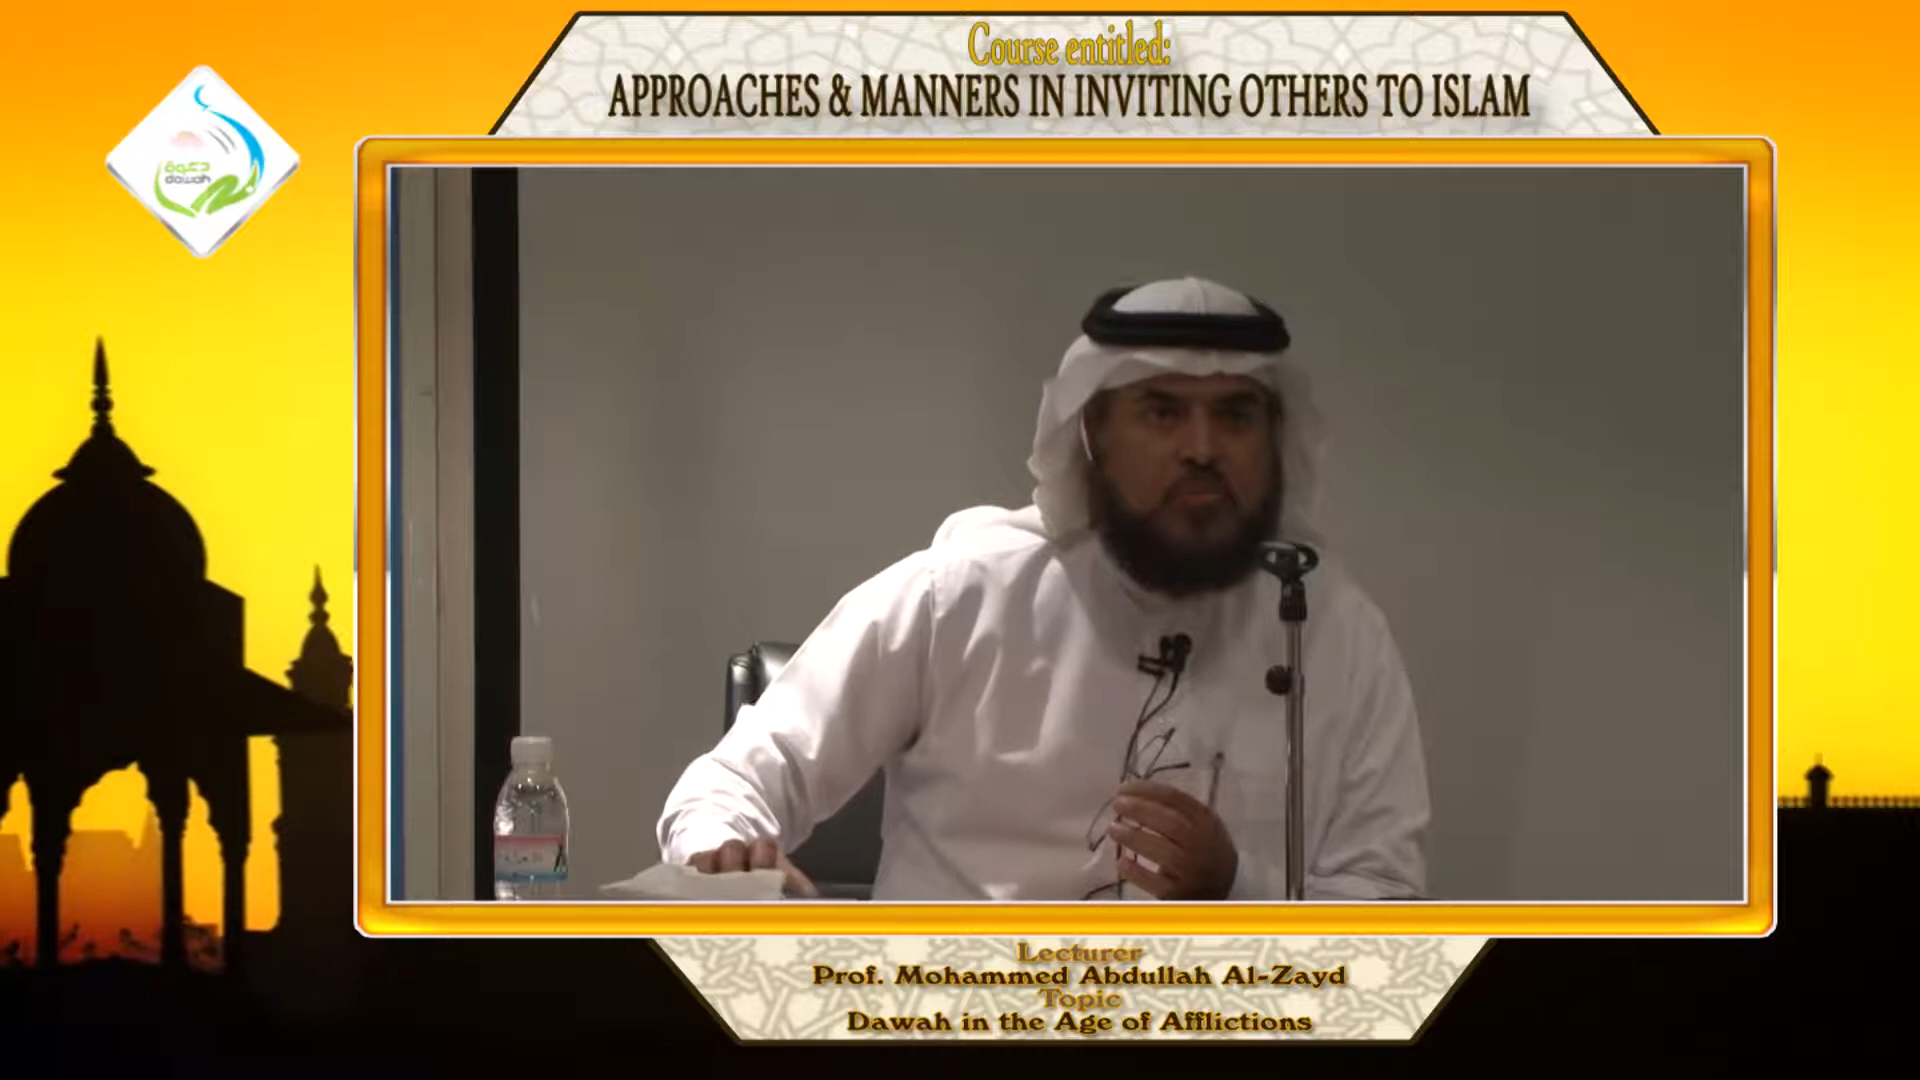 Course entitled:
APPROACHES & MANNERS IN INVITING OTHERS TO ISLAM
دعوة
dawah
Lecturer
Prof. Mohammed Abdullah Al-Zayd
Topic
Dawah in the Age of Afflictions